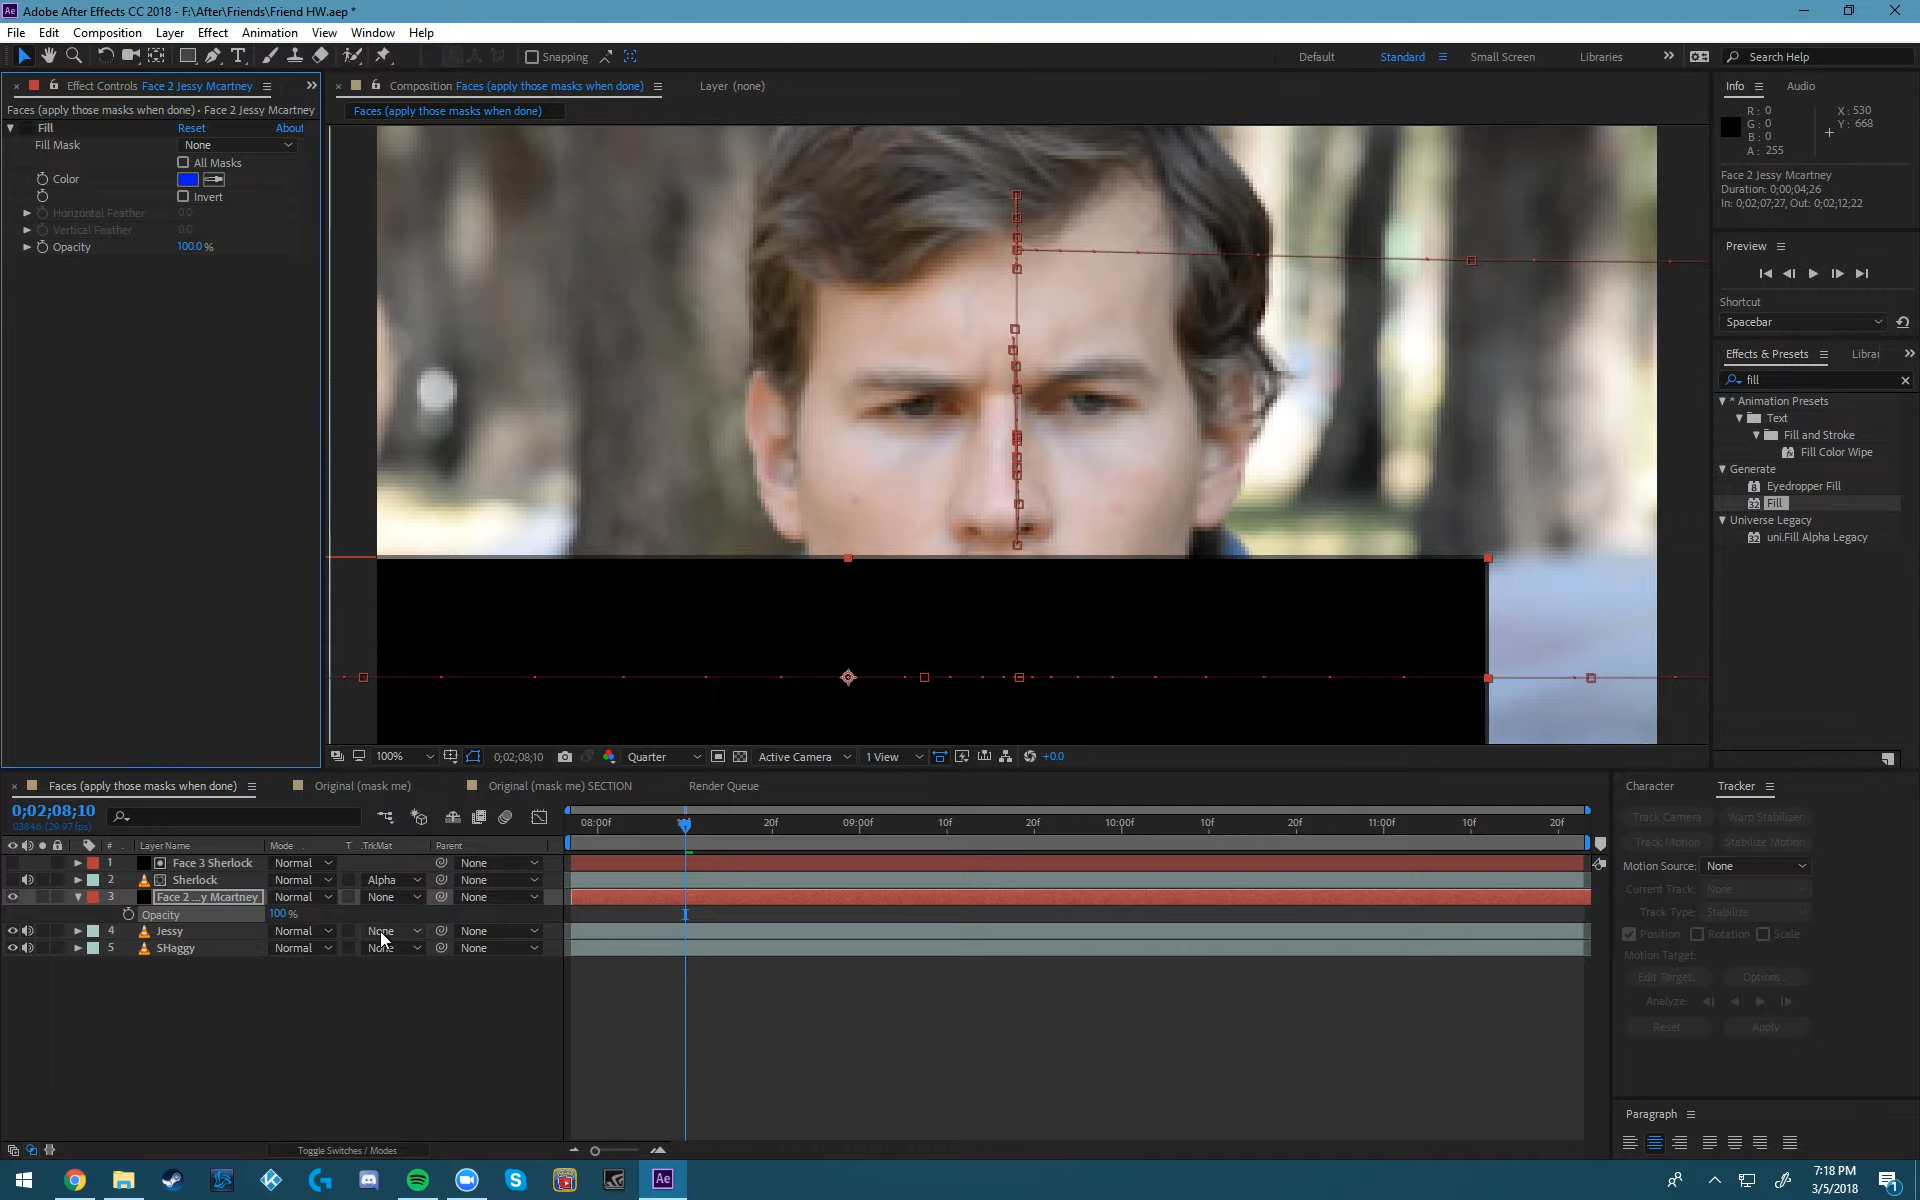 Adobe After Effects CC 2018 - F:\After\Friends\Friend HW.aep *
File Edit Composition Layer Effect Animation View Window Help
Snapping
Default Standard Small Screen Libraries Search Help
Effect Controls Face 2 Jessy Mcartney
Faces (apply those masks when done) • Face 2 Jessy Mcartney
Fill Reset About
Fill Mask None
All Masks
Color
Invert
Horizontal Feather 0.0
Vertical Feather 0.0
Opacity 100.0 %
Composition Faces (apply those masks when done) Layer (none)
Faces (apply those masks when done)
100% 0;02;08;10 Quarter Active Camera 1 View +0.0
Info Audio
R: 0 X: 530
G: 0 Y: 668
B: 0
A: 255
Face 2 Jessy Mcartney
Duration: 0;00;04;26
In: 0;02;07;27, Out: 0;02;12;22
Preview
Shortcut
Spacebar
Effects & Presets Librar
fill
* Animation Presets
Text
Fill and Stroke
Fill Color Wipe
Generate
Eyedropper Fill
Fill
Universe Legacy
uni.Fill Alpha Legacy
Faces (apply those masks when done) Original (mask me) Original (mask me) SECTION Render Queue
0;02;08;10
03846 (29.97 fps)
08:00f 20f 09:00f 10f 20f 10:00f 10f 20f 11:00f 10f 20f
# Layer Name Mode T .TrkMat Parent
1 Face 3 Sherlock Normal None
2 Sherlock Normal Alpha None
3 Face 2 ...y Mcartney Normal None None
Opacity 100 %
4 Jessy Normal None None
5 SHaggy Normal None None
Toggle Switches / Modes
Character Tracker
Track Camera Warp Stabilizer
Track Motion Stabilize Motion
Motion Source: None
Current Track: None
Track Type: Stabilize
Position Rotation Scale
Motion Target:
Edit Target... Options...
Analyze:
Reset Apply
Paragraph
7:18 PM
3/5/2018
1